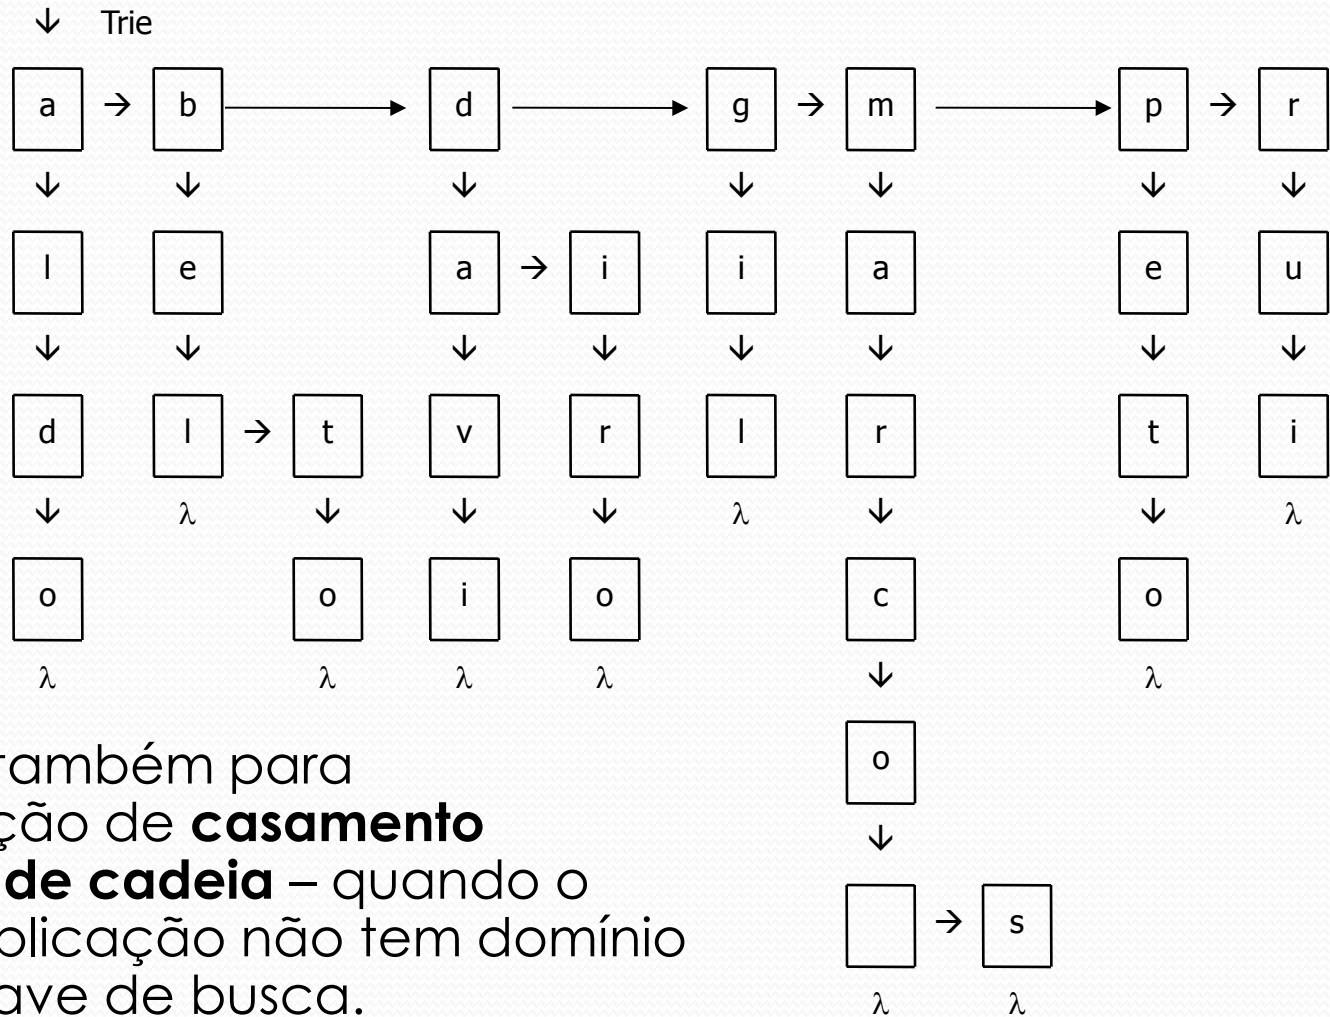 ↓ Trie
a → b → d → g → m → p → r
↓ ↓ ↓ ↓ ↓ ↓ ↓
l e a → i i a e u
↓ ↓ ↓ ↓ ↓ ↓ ↓ ↓
d l → t v r l r t i
↓ λ ↓ ↓ ↓ λ ↓ ↓ λ
o o i o c o
λ λ λ λ ↓ λ
o
↓
→ s
λ λ
também para
ção de casamento
de cadeia – quando o
plicação não tem domínio
ave de busca.